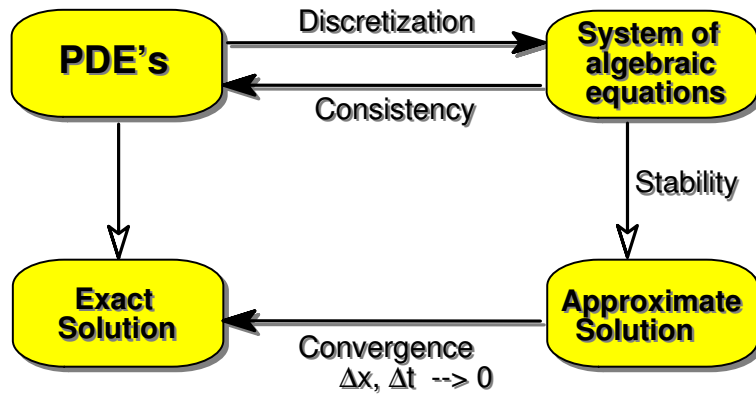 Discretization
PDE's
System of
algebraic
equations
Consistency
Stability
Exact
Solution
Approximate
Solution
Convergence
Δx, Δt --> 0